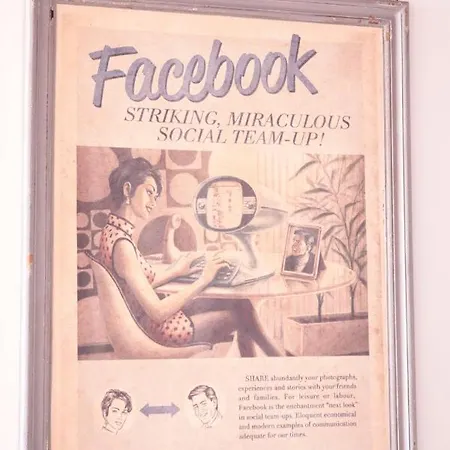 Facebook
STRIKING, MIRACULOUS
SOCIAL TEAM-UP!
SHARE abundantly your photographs,
experiences and stories with your friends
and families. For leisure or labour,
Facebook is the enchantment "next look"
in social team-ups. Eloquent economical
and modern examples of communication
adequate for our times.